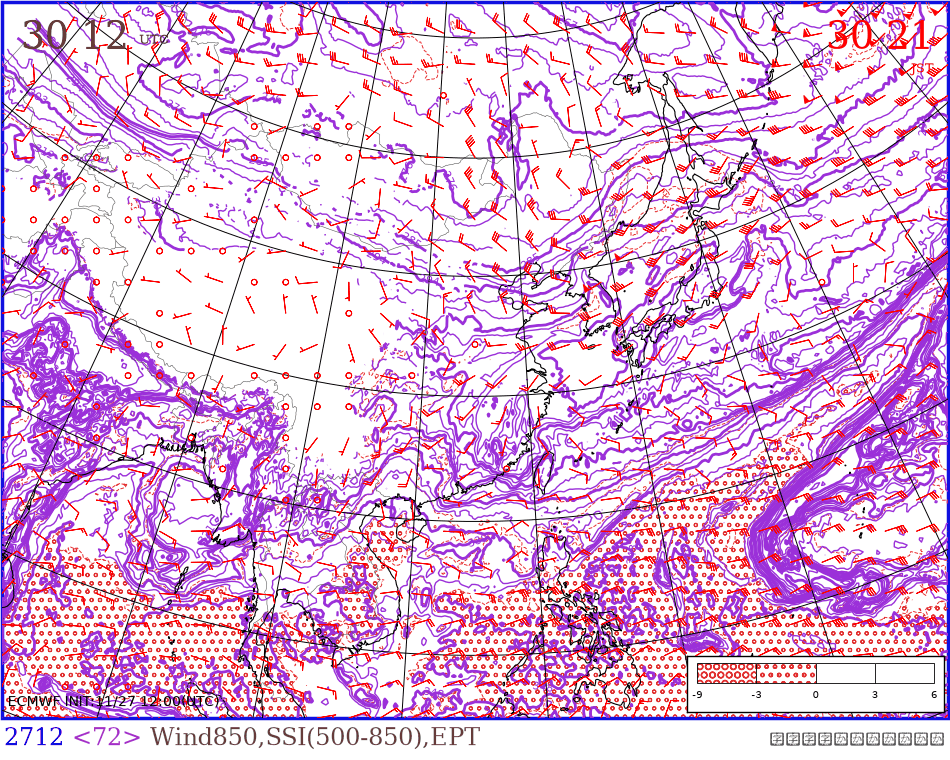 30 12 UTC
30 21
JST
-9 -3 0 3 6
ECMWF INIT:11/27 12:00(UTC)
2712 <72> Wind850,SSI(500-850),EPT